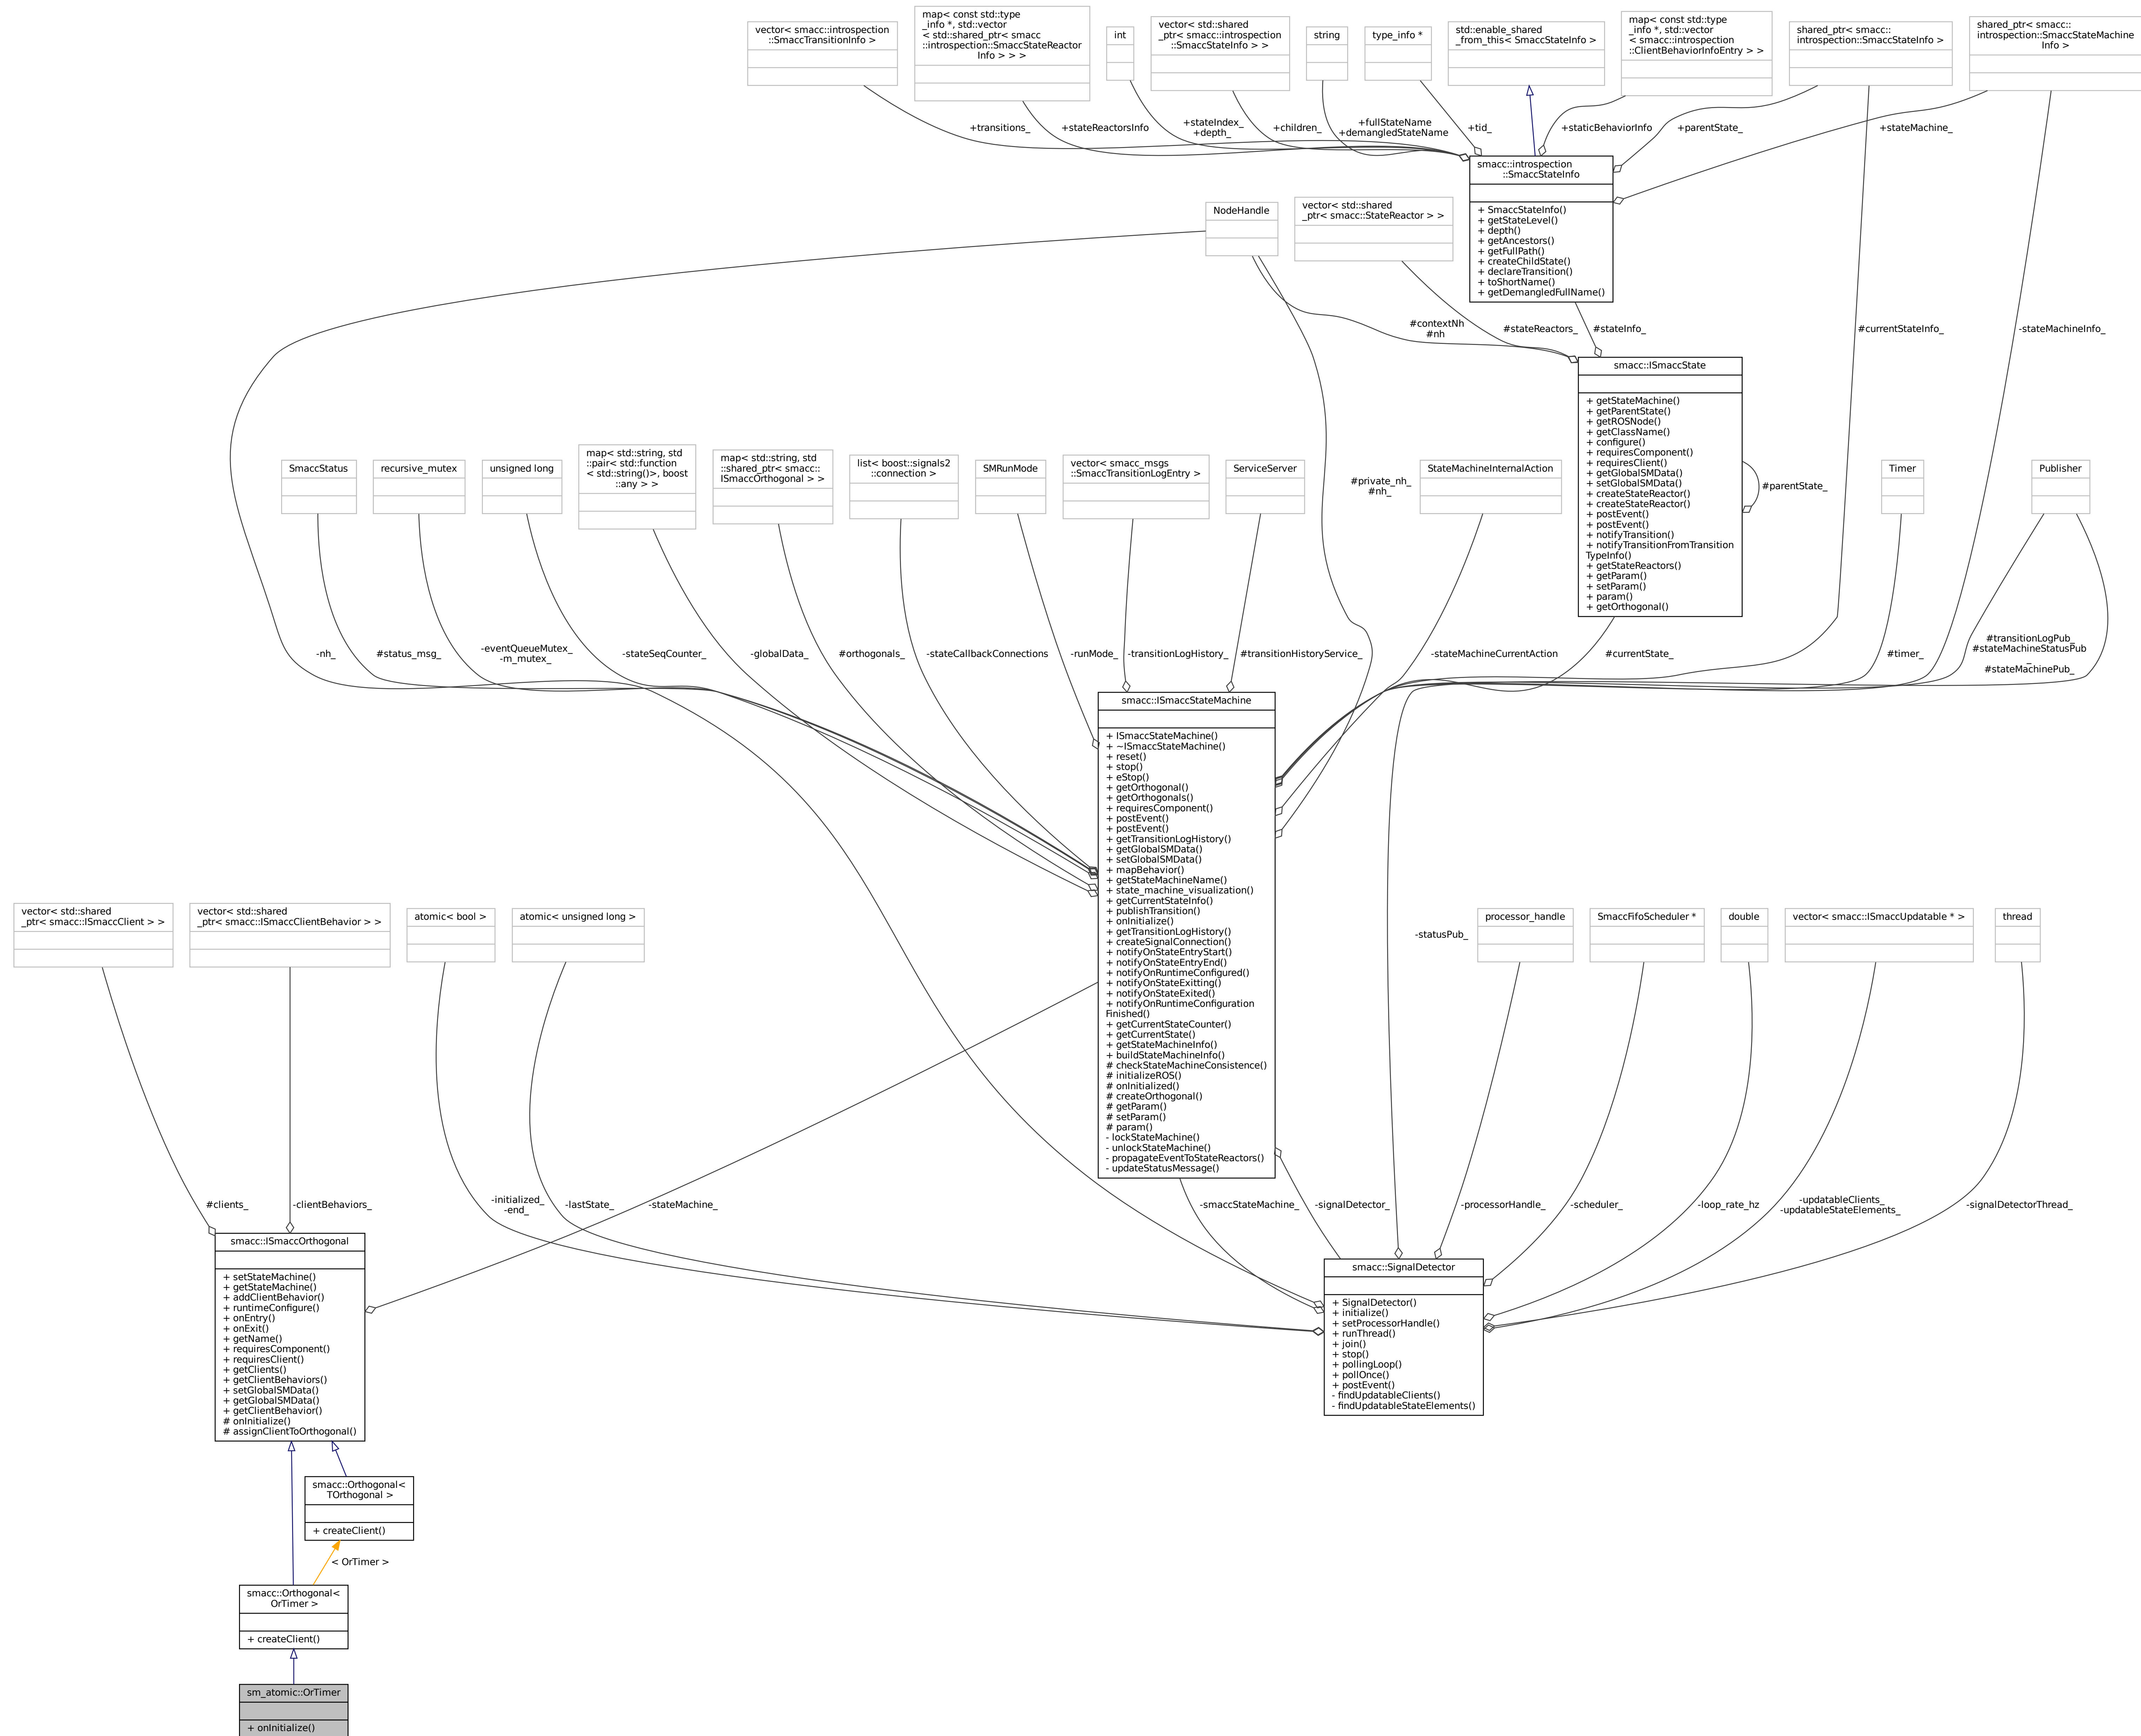 vector< smacc::introspection
::SmaccTransitionInfo >
map< const std::type
_info *, std::vector
< std::shared_ptr< smacc
::introspection::SmaccStateReactor
Info > > >
int
vector< std::shared
_ptr< smacc::introspection
::SmaccStateInfo > >
string
type_info *
std::enable_shared
_from_this< SmaccStateInfo >
map< const std::type
_info *, std::vector
< smacc::introspection
::ClientBehaviorInfoEntry > >
shared_ptr< smacc::
introspection::SmaccStateInfo >
shared_ptr< smacc::
introspection::SmaccStateMachine
Info >
+transitions_
+stateReactorsInfo
+stateIndex_
+depth_
+children_
+fullStateName
+demangledStateName
+tid_
+staticBehaviorInfo
+parentState_
+stateMachine_
smacc::introspection
::SmaccStateInfo
+ SmaccStateInfo()
+ getStateLevel()
+ depth()
+ getAncestors()
+ getFullPath()
+ createChildState()
+ declareTransition()
+ toShortName()
+ getDemangledFullName()
NodeHandle
vector< std::shared
_ptr< smacc::StateReactor > >
#contextNh
#nh
#stateReactors_
#stateInfo_
#currentStateInfo_
-stateMachineInfo_
smacc::ISmaccState
+ getStateMachine()
+ getParentState()
+ getROSNode()
+ getClassName()
+ configure()
+ requiresComponent()
+ requiresClient()
+ getGlobalSMData()
+ setGlobalSMData()
+ createStateReactor()
+ createStateReactor()
+ postEvent()
+ postEvent()
+ notifyTransition()
+ notifyTransitionFromTransition
TypeInfo()
+ getStateReactors()
+ getParam()
+ setParam()
+ param()
+ getOrthogonal()
#parentState_
SmaccStatus
recursive_mutex
unsigned long
map< std::string, std
::pair< std::function
< std::string()>, boost
::any > >
map< std::string, std
::shared_ptr< smacc::
ISmaccOrthogonal > >
list< boost::signals2
::connection >
SMRunMode
vector< smacc_msgs
::SmaccTransitionLogEntry >
ServiceServer
#private_nh_
#nh_
StateMachineInternalAction
Timer
Publisher
-nh_
#status_msg_
-eventQueueMutex_
-m_mutex_
-stateSeqCounter_
-globalData_
#orthogonals_
-stateCallbackConnections
-runMode_
-transitionLogHistory_
#transitionHistoryService_
-stateMachineCurrentAction
#currentState_
#timer_
#transitionLogPub_
#stateMachineStatusPub
_
#stateMachinePub_
smacc::ISmaccStateMachine
+ ISmaccStateMachine()
+ ~ISmaccStateMachine()
+ reset()
+ stop()
+ eStop()
+ getOrthogonal()
+ getOrthogonals()
+ requiresComponent()
+ postEvent()
+ postEvent()
+ getTransitionLogHistory()
+ getGlobalSMData()
+ setGlobalSMData()
+ mapBehavior()
+ getStateMachineName()
+ state_machine_visualization()
+ getCurrentStateInfo()
+ publishTransition()
+ onInitialize()
+ getTransitionLogHistory()
+ createSignalConnection()
+ notifyOnStateEntryStart()
+ notifyOnStateEntryEnd()
+ notifyOnRuntimeConfigured()
+ notifyOnStateExitting()
+ notifyOnStateExited()
+ notifyOnRuntimeConfiguration
Finished()
+ getCurrentStateCounter()
+ getCurrentState()
+ getStateMachineInfo()
+ buildStateMachineInfo()
# checkStateMachineConsistence()
# initializeROS()
# onInitialized()
# createOrthogonal()
# getParam()
# setParam()
# param()
- lockStateMachine()
- unlockStateMachine()
- propagateEventToStateReactors()
- updateStatusMessage()
vector< std::shared
_ptr< smacc::ISmaccClient > >
vector< std::shared
_ptr< smacc::ISmaccClientBehavior > >
atomic< bool >
atomic< unsigned long >
-statusPub_
processor_handle
SmaccFifoScheduler *
double
vector< smacc::ISmaccUpdatable * >
thread
#clients_
-clientBehaviors_
-initialized_
-end_
-lastState_
-stateMachine_
-smaccStateMachine_
-signalDetector_
-processorHandle_
-scheduler_
-loop_rate_hz
-updatableClients_
-updatableStateElements_
-signalDetectorThread_
smacc::ISmaccOrthogonal
+ setStateMachine()
+ getStateMachine()
+ addClientBehavior()
+ runtimeConfigure()
+ onEntry()
+ onExit()
+ getName()
+ requiresComponent()
+ requiresClient()
+ getClients()
+ getClientBehaviors()
+ setGlobalSMData()
+ getGlobalSMData()
+ getClientBehavior()
# onInitialize()
# assignClientToOrthogonal()
smacc::SignalDetector
+ SignalDetector()
+ initialize()
+ setProcessorHandle()
+ runThread()
+ join()
+ stop()
+ pollingLoop()
+ pollOnce()
+ postEvent()
- findUpdatableClients()
- findUpdatableStateElements()
smacc::Orthogonal<
TOrthogonal >
+ createClient()
< OrTimer >
smacc::Orthogonal<
OrTimer >
+ createClient()
sm_atomic::OrTimer
+ onInitialize()